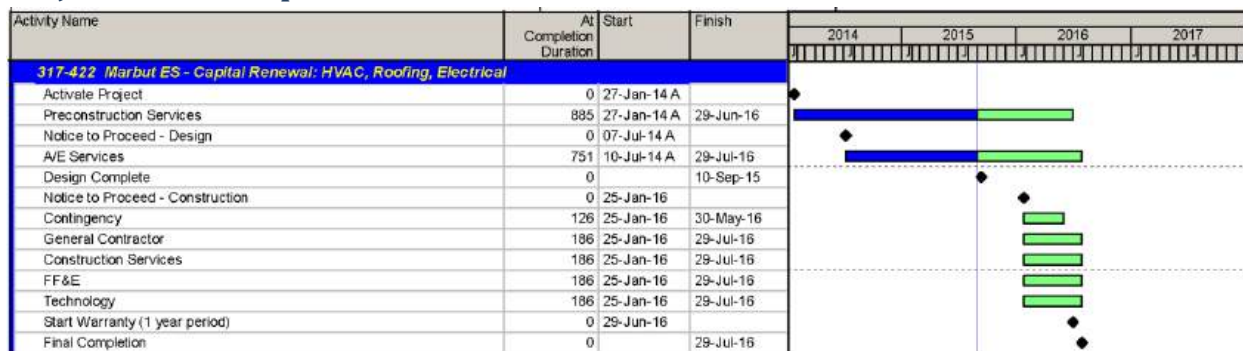 Activity Name At Completion Duration Start Finish
2014 2015 2016 2017
J J J J J J J J
317-422 Marbut ES - Capital Renewal: HVAC, Roofing, Electrical
Activate Project 0 27-Jan-14 A
Preconstruction Services 885 27-Jan-14 A 29-Jun-16
Notice to Proceed - Design 0 07-Jul-14 A
A/E Services 751 10-Jul-14 A 29-Jul-16
Design Complete 0 10-Sep-15
Notice to Proceed - Construction 0 25-Jan-16
Contingency 126 25-Jan-16 30-May-16
General Contractor 186 25-Jan-16 29-Jul-16
Construction Services 186 25-Jan-16 29-Jul-16
FF&E 186 25-Jan-16 29-Jul-16
Technology 186 25-Jan-16 29-Jul-16
Start Warranty (1 year period) 0 29-Jun-16
Final Completion 0 29-Jul-16